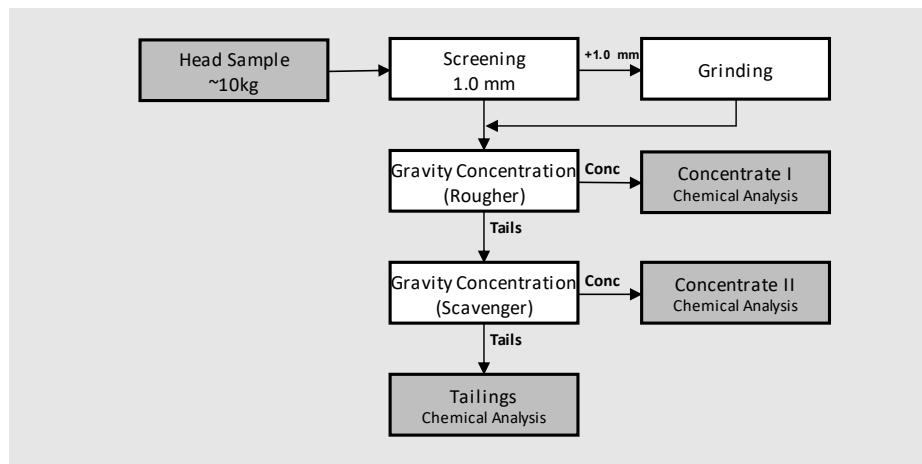 Head Sample
~10kg
Screening
1.0 mm
+1.0 mm
Grinding
Gravity Concentration
(Rougher)
Conc
Concentrate I
Chemical Analysis
Tails
Gravity Concentration
(Scavenger)
Conc
Concentrate II
Chemical Analysis
Tails
Tailings
Chemical Analysis